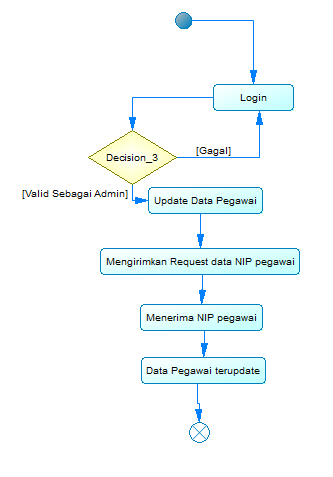 Login
Decision_3
[Gagal]
[Valid Sebagai Admin]
Update Data Pegawai
Mengirimkan Request data NIP pegawai
Menerima NIP pegawai
Data Pegawai terupdate